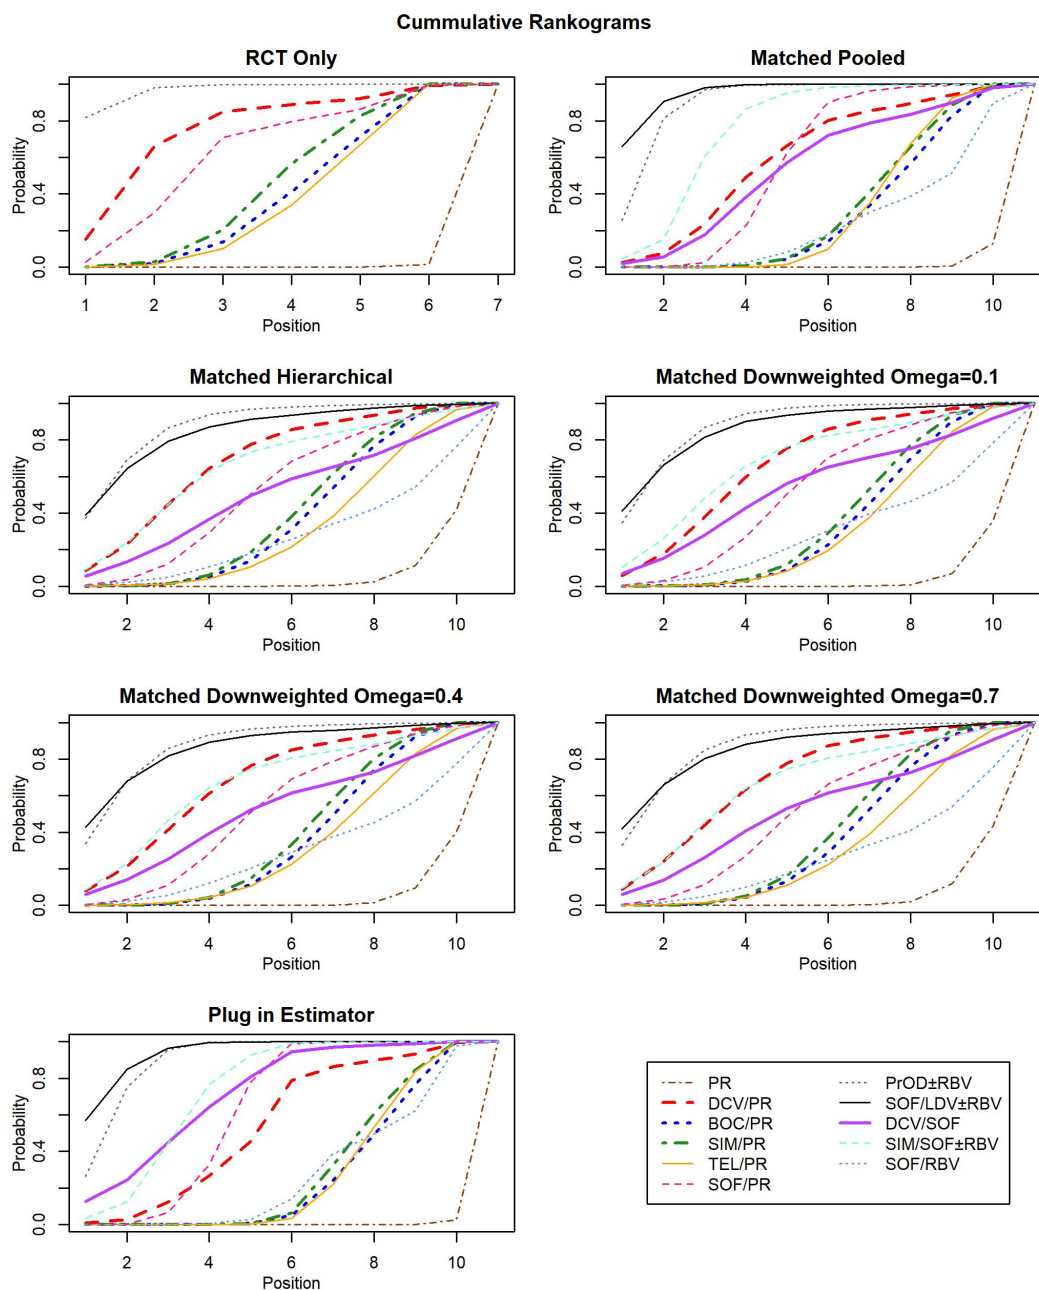 Cummulative Rankograms
RCT Only
Probability
0.0 0.4 0.8
1 2 3 4 5 6 7
Position
Matched Pooled
Probability
0.0 0.4 0.8
2 4 6 8 10
Position
Matched Hierarchical
Probability
0.0 0.4 0.8
2 4 6 8 10
Position
Matched Downweighted Omega=0.1
Probability
0.0 0.4 0.8
2 4 6 8 10
Position
Matched Downweighted Omega=0.4
Probability
0.0 0.4 0.8
2 4 6 8 10
Position
Matched Downweighted Omega=0.7
Probability
0.0 0.4 0.8
2 4 6 8 10
Position
Plug in Estimator
Probability
0.0 0.4 0.8
2 4 6 8 10
Position
PR
DCV/PR
BOC/PR
SIM/PR
TEL/PR
SOF/PR
PrOD±RBV
SOF/LDV±RBV
DCV/SOF
SIM/SOF±RBV
SOF/RBV